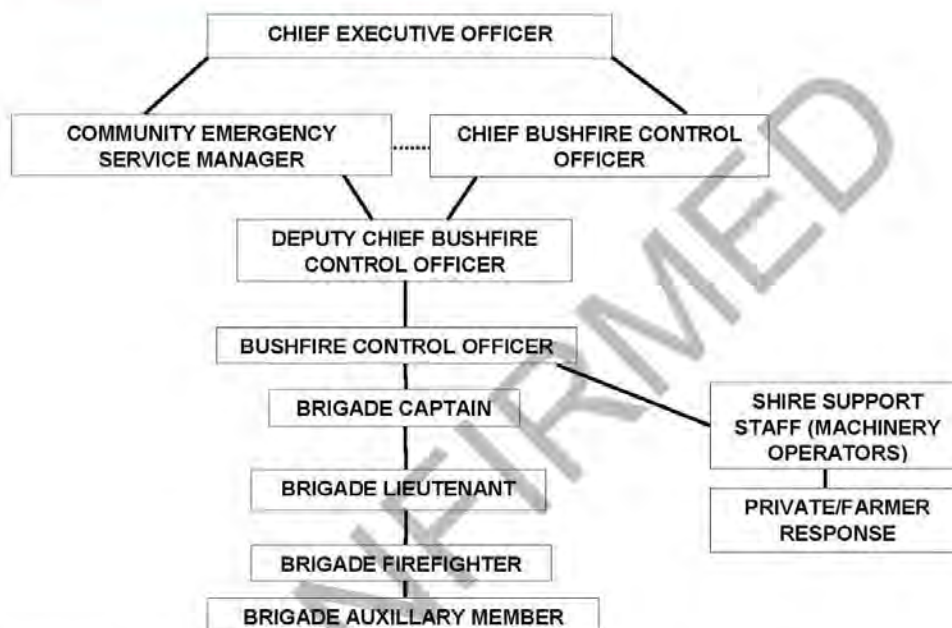 CHIEF EXECUTIVE OFFICER
COMMUNITY EMERGENCY
SERVICE MANAGER
CHIEF BUSHFIRE CONTROL
OFFICER
DEPUTY CHIEF BUSHFIRE
CONTROL OFFICER
BUSHFIRE CONTROL OFFICER
BRIGADE CAPTAIN
SHIRE SUPPORT
STAFF (MACHINERY
OPERATORS)
BRIGADE LIEUTENANT
PRIVATE/FARMER
RESPONSE
BRIGADE FIREFIGHTER
BRIGADE AUXILLARY MEMBER